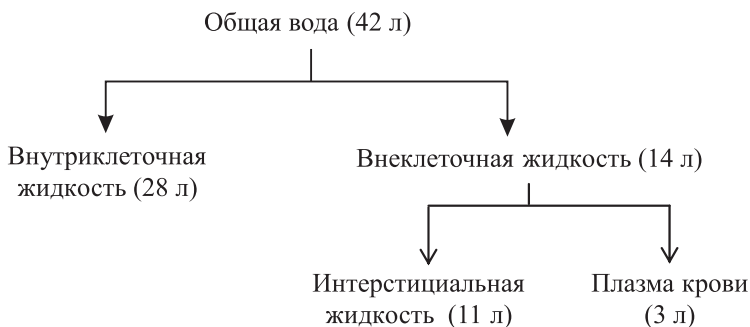 Общая вода (42 л)
Внутриклеточная
жидкость (28 л)
Внеклеточная жидкость (14 л)
Интерстициальная
жидкость (11 л)
Плазма крови
(3 л)